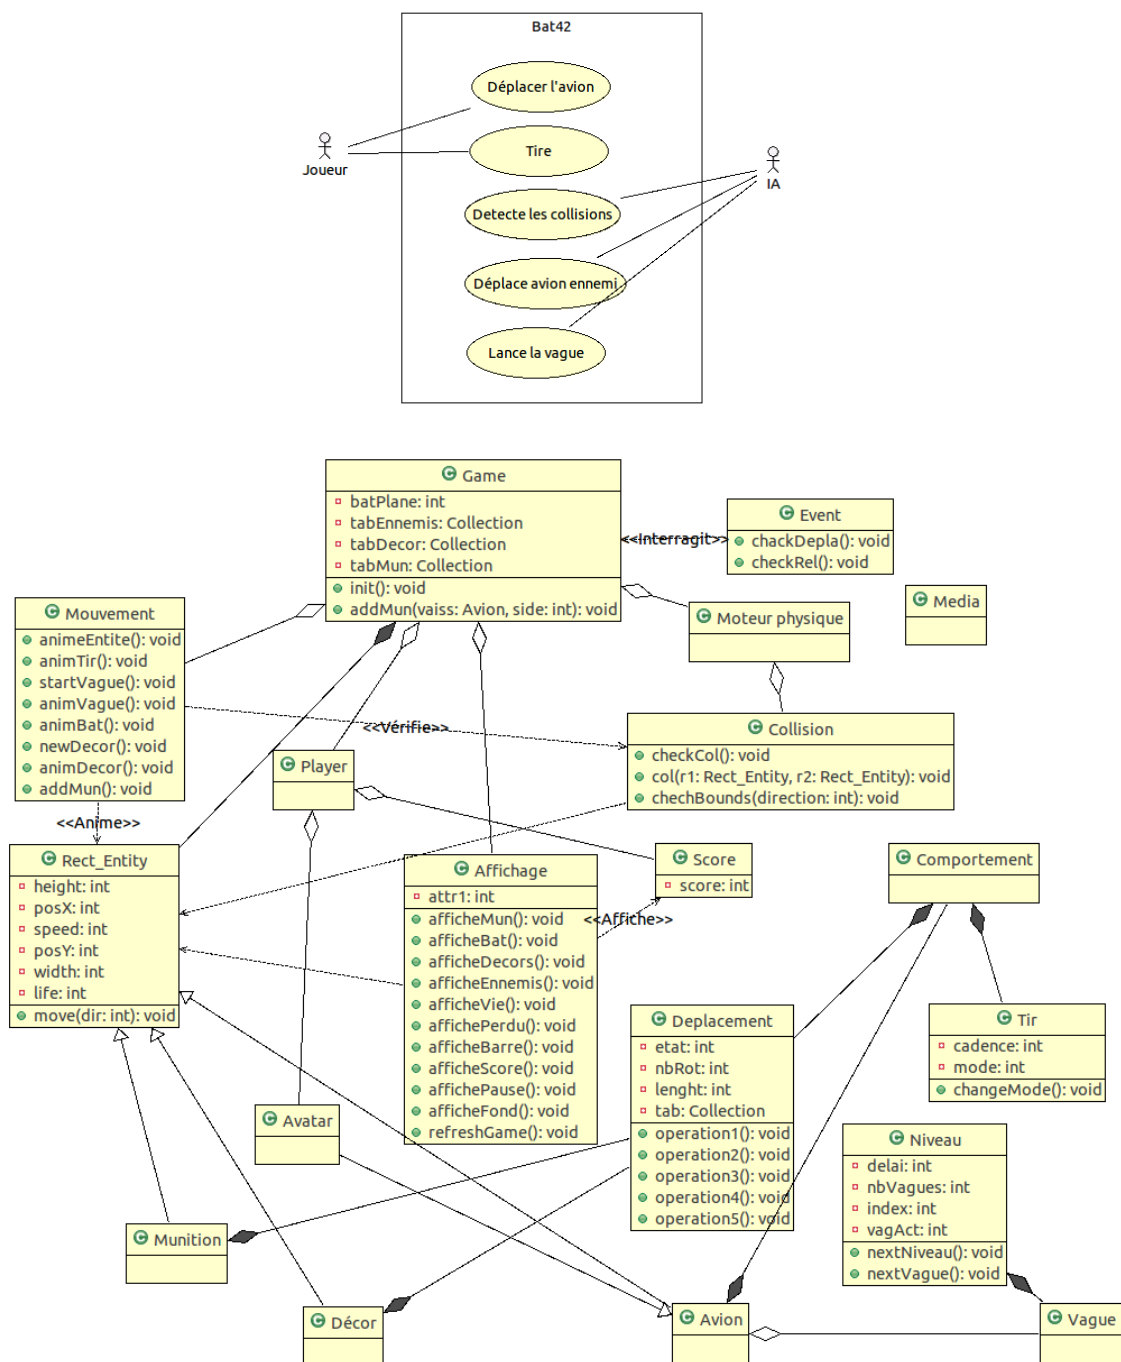 Bat42
Déplacer l'avion
Tire
Joueur
IA
Detecte les collisions
Déplace avion ennemi
Lance la vague
C Game
batPlane: int
tabEnnemis: Collection
tabDecor: Collection
tabMun: Collection
init(): void
addMun(vaiss: Avion, side: int): void
<<Interragit>>
C Event
chackDepla(): void
checkRel(): void
C Media
C Mouvement
animeEntite(): void
animTir(): void
startVague(): void
animVague(): void
animBat(): void
newDecor(): void
animDecor(): void
addMun(): void
C Moteur physique
<<Vérifie>>
C Collision
checkCol(): void
col(r1: Rect_Entity, r2: Rect_Entity): void
chechBounds(direction: int): void
C Player
<<Anime>>
C Rect_Entity
height: int
posX: int
speed: int
posY: int
width: int
life: int
move(dir: int): void
C Affichage
attr1: int
afficheMun(): void
afficheBat(): void
afficheDecors(): void
afficheEnnemis(): void
afficheVie(): void
affichePerdu(): void
afficheBarre(): void
afficheScore(): void
affichePause(): void
afficheFond(): void
refreshGame(): void
<<Affiche>>
C Score
score: int
C Comportement
C Deplacement
etat: int
nbRot: int
lenght: int
tab: Collection
operation1(): void
operation2(): void
operation3(): void
operation4(): void
operation5(): void
C Tir
cadence: int
mode: int
changeMode(): void
C Avatar
C Niveau
delai: int
nbVagues: int
index: int
vagAct: int
nextNiveau(): void
nextVague(): void
C Munition
C Décor
C Avion
C Vague